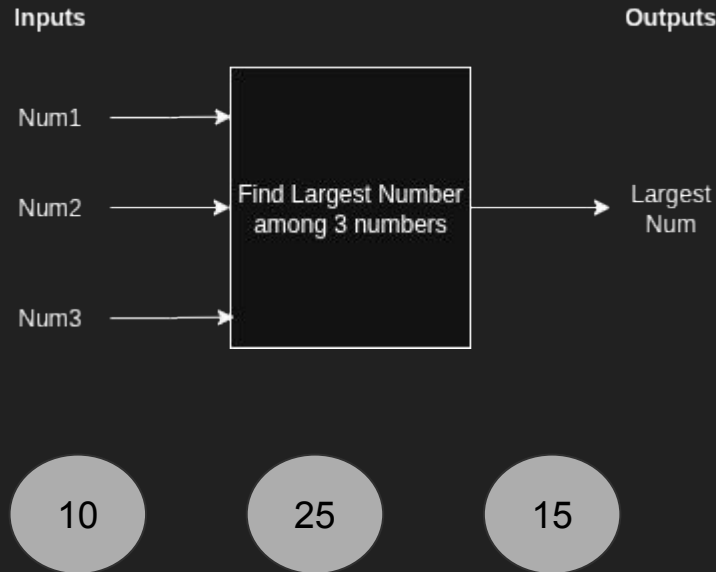 Inputs
Outputs
Num1
Num2
Num3
Find Largest Number
among 3 numbers
Largest
Num
10
25
15